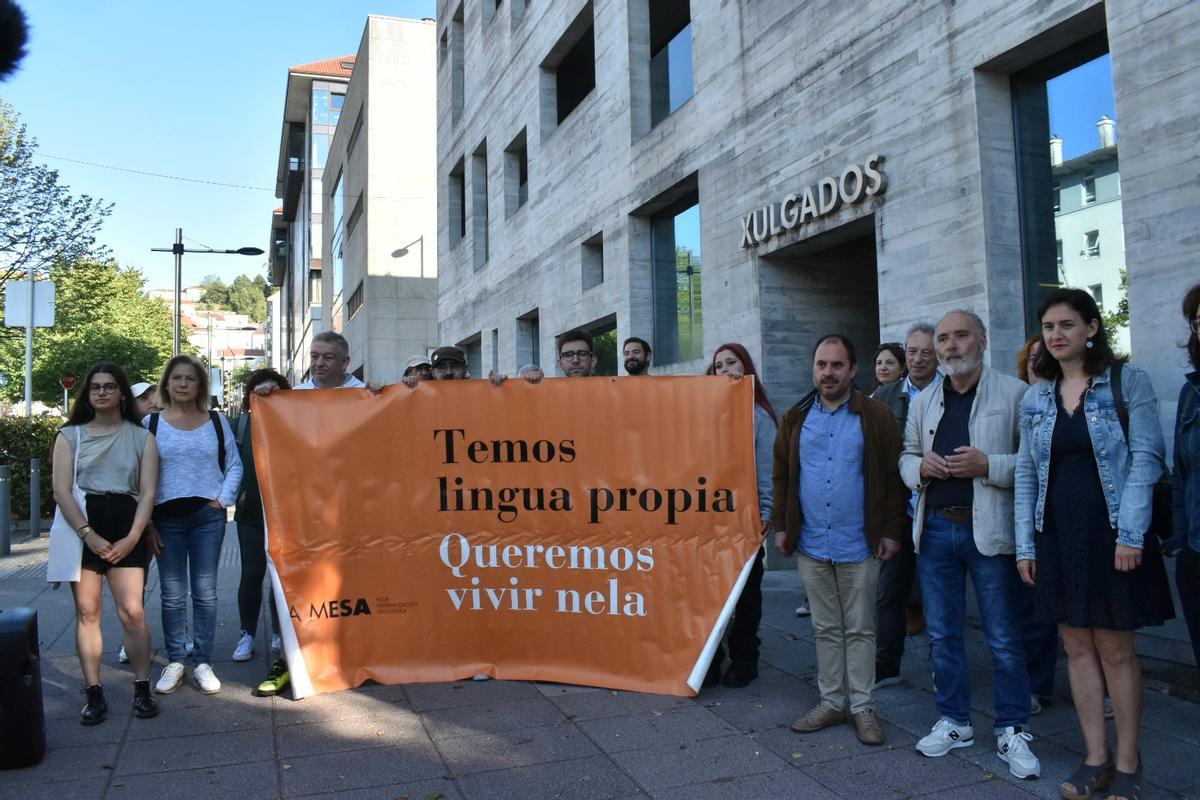 XULGADOS
Temos
lingua propia
Queremos
vivir nela
A MESA
POLA
NORMALIZACIÓN
LINGÜÍSTICA